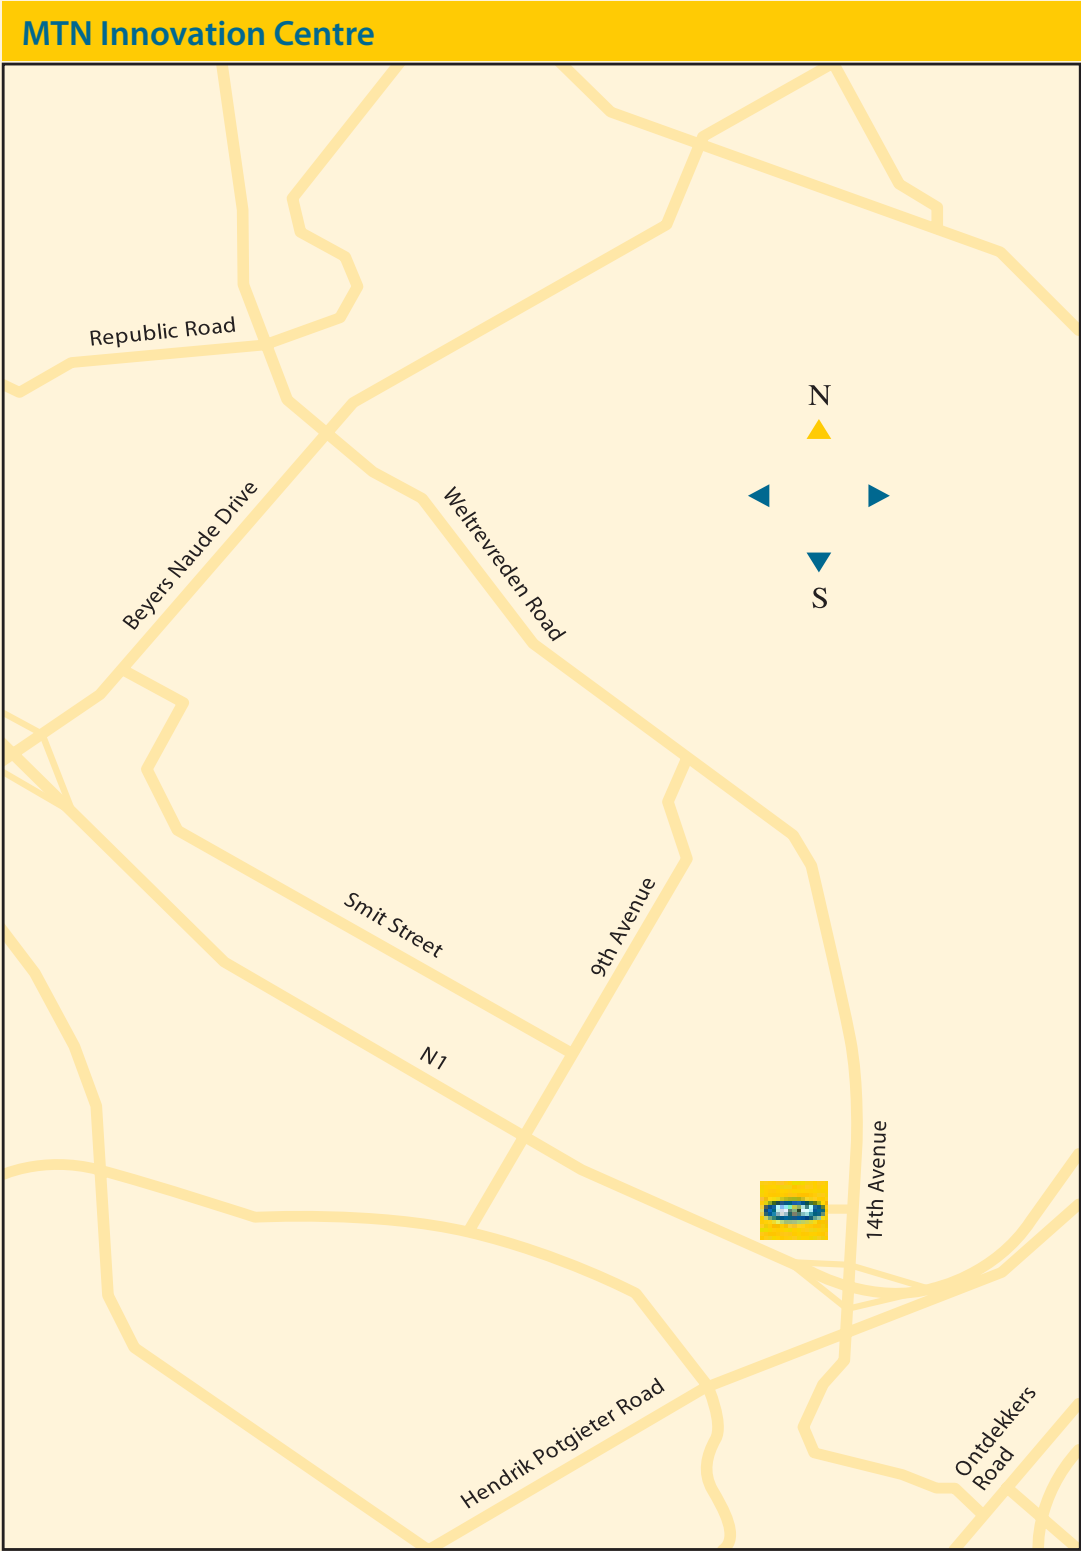 MTN Innovation Centre
Republic Road
N
Beyers Naude Drive
Weltrevreden Road
S
Smit Street
9th Avenue
N1
14th Avenue
Hendrik Potgieter Road
Ontdekkers
Road